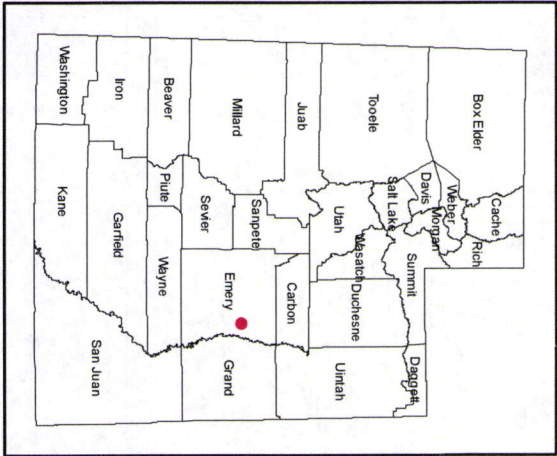 Box Elder
Cache
Rich
Weber
Morgan
Davis
Salt Lake
Summit
Daggett
Tooele
Utah
Wasatch
Duchesne
Uintah
Juab
Carbon
Millard
Sanpete
Emery
Grand
Sevier
Beaver
Piute
Wayne
Iron
Garfield
San Juan
Washington
Kane